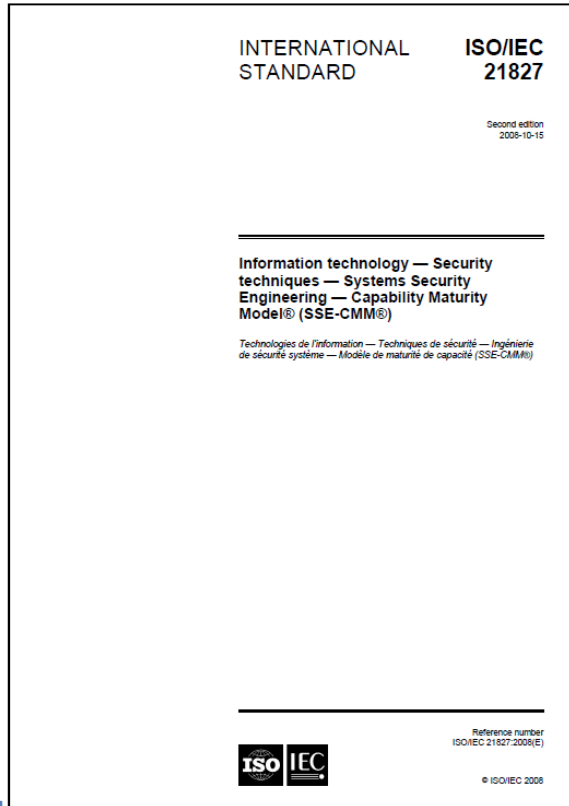 INTERNATIONAL
STANDARD
ISO/IEC
21827
Second edition
2008-10-15
Information technology — Security
techniques — Systems Security
Engineering — Capability Maturity
Model® (SSE-CMM®)
Technologies de l'information — Techniques de sécurité — Ingénierie
de sécurité système — Modèle de maturité de capacité (SSE-CMM®)
Reference number
ISO/IEC 21827:2008(E)
ISO IEC
© ISO/IEC 2008